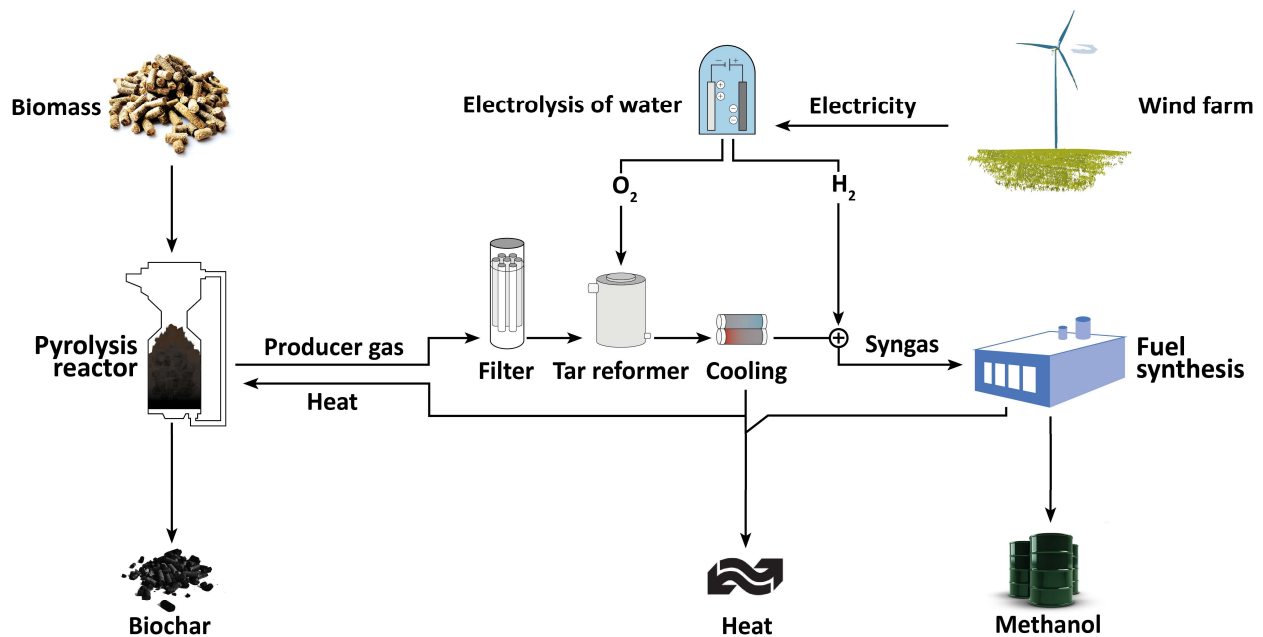 Biomass
Electrolysis of water
Electricity
Wind farm
− +
+
+
−
−
O₂
H₂
Pyrolysis
reactor
Producer gas
Heat
Filter
Tar reformer
Cooling
+
Syngas
Fuel
synthesis
Biochar
Heat
Methanol